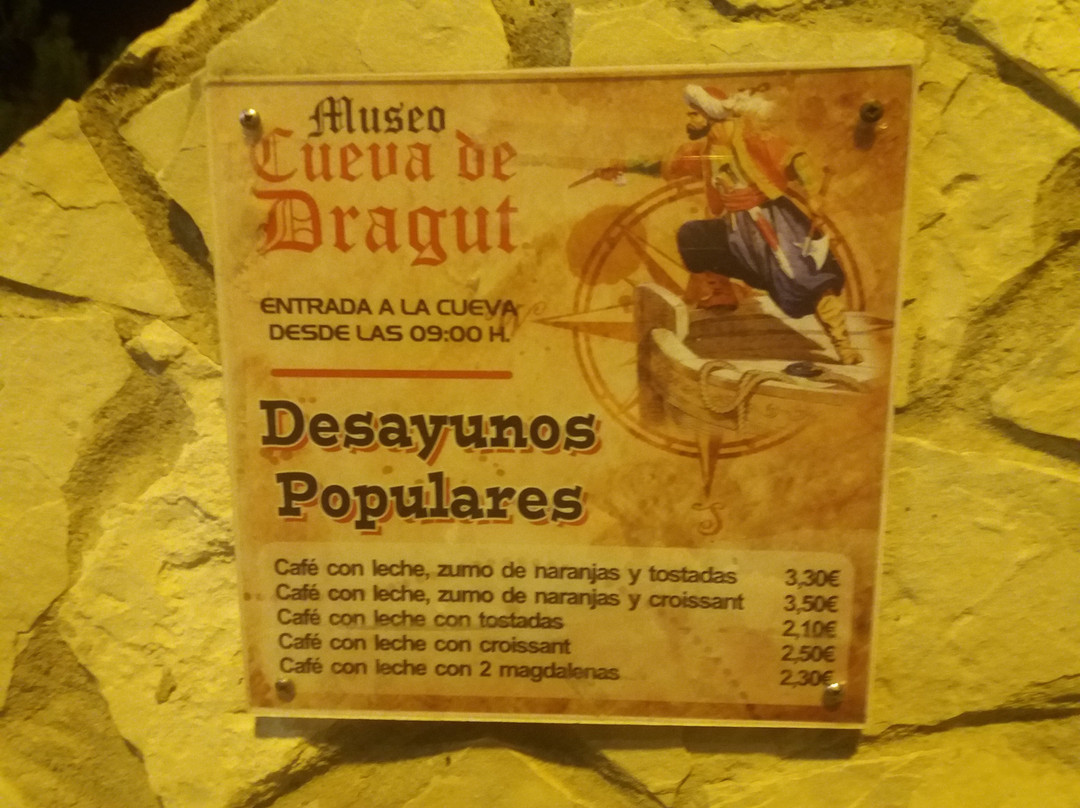 Museo
Cueva de
Dragut
ENTRADA A LA CUEVA
DESDE LAS 09:00 H.
Desayunos
Populares
Café con leche, zumo de naranjas y tostadas 3,30€
Café con leche, zumo de naranjas y croissant 3,50€
Café con leche con tostadas 2,10€
Café con leche con croissant 2,50€
Café con leche con 2 magdalenas 2,30€
S